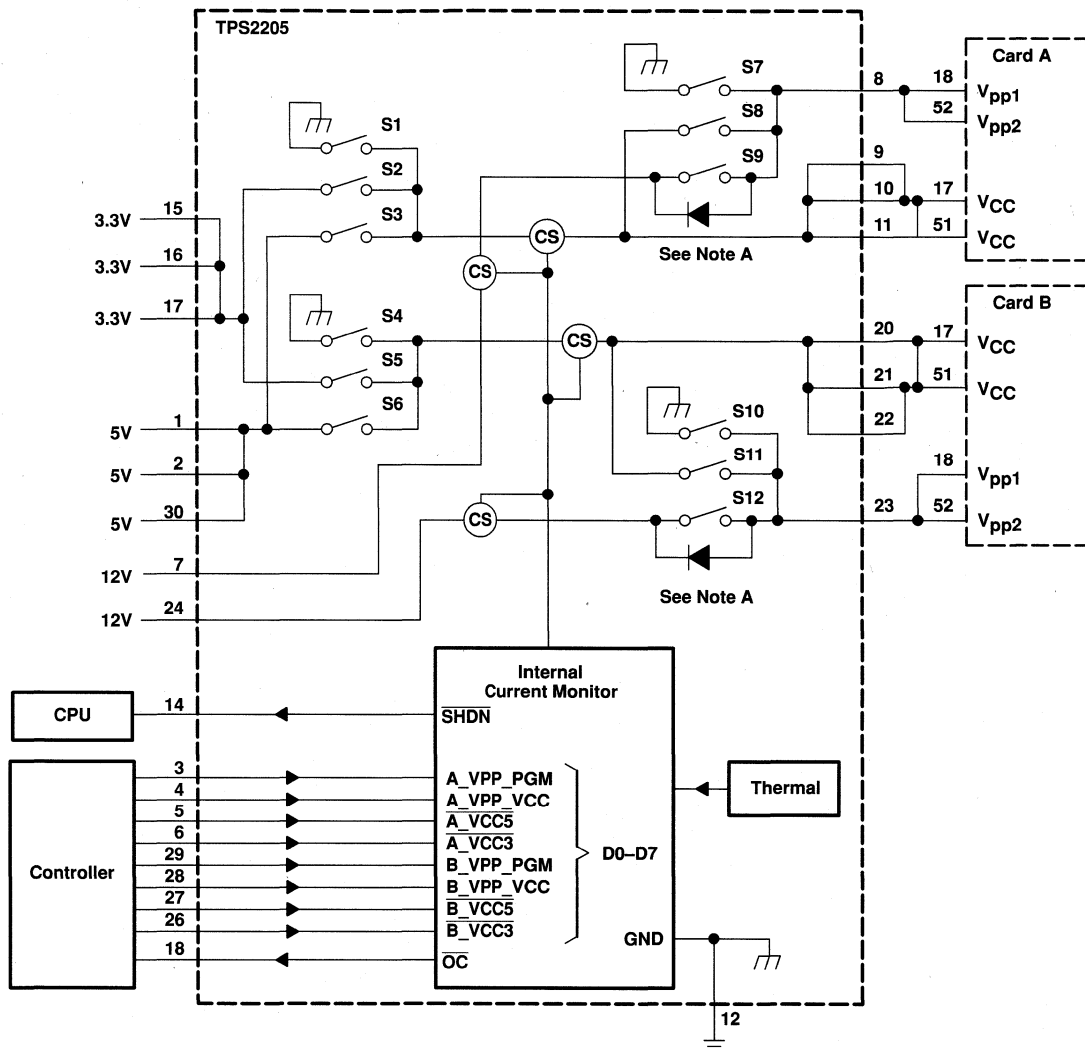 TPS2205
Card A
S7
8
18
Vpp1
S8
52
Vpp2
S1
S9
9
S2
10
17
VCC
15
3.3V
S3
CS
11
51
VCC
See Note A
16
3.3V
CS
Card B
17
3.3V
S4
20
17
VCC
CS
S5
21
51
VCC
S6
1
5V
S10
22
2
5V
S11
18
Vpp1
30
5V
CS
S12
23
52
Vpp2
7
12V
See Note A
24
12V
Internal
Current Monitor
CPU
14
SHDN
3
A_VPP_PGM
Thermal
4
A_VPP_VCC
5
A_VCC5
6
A_VCC3
Controller
29
B_VPP_PGM
D0–D7
28
B_VPP_VCC
27
B_VCC5
26
B_VCC3
GND
18
OC
12